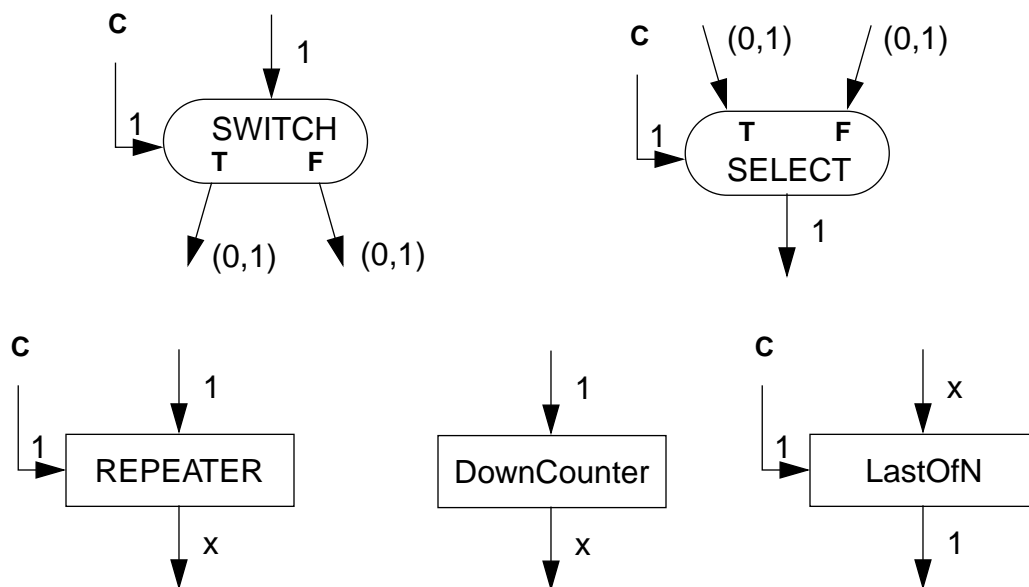 C
1
1
SWITCH
T F
(0,1) (0,1)
C
(0,1) (0,1)
1
T F
SELECT
1
C
1
1
REPEATER
x
1
DownCounter
x
C
x
1
LastOfN
1